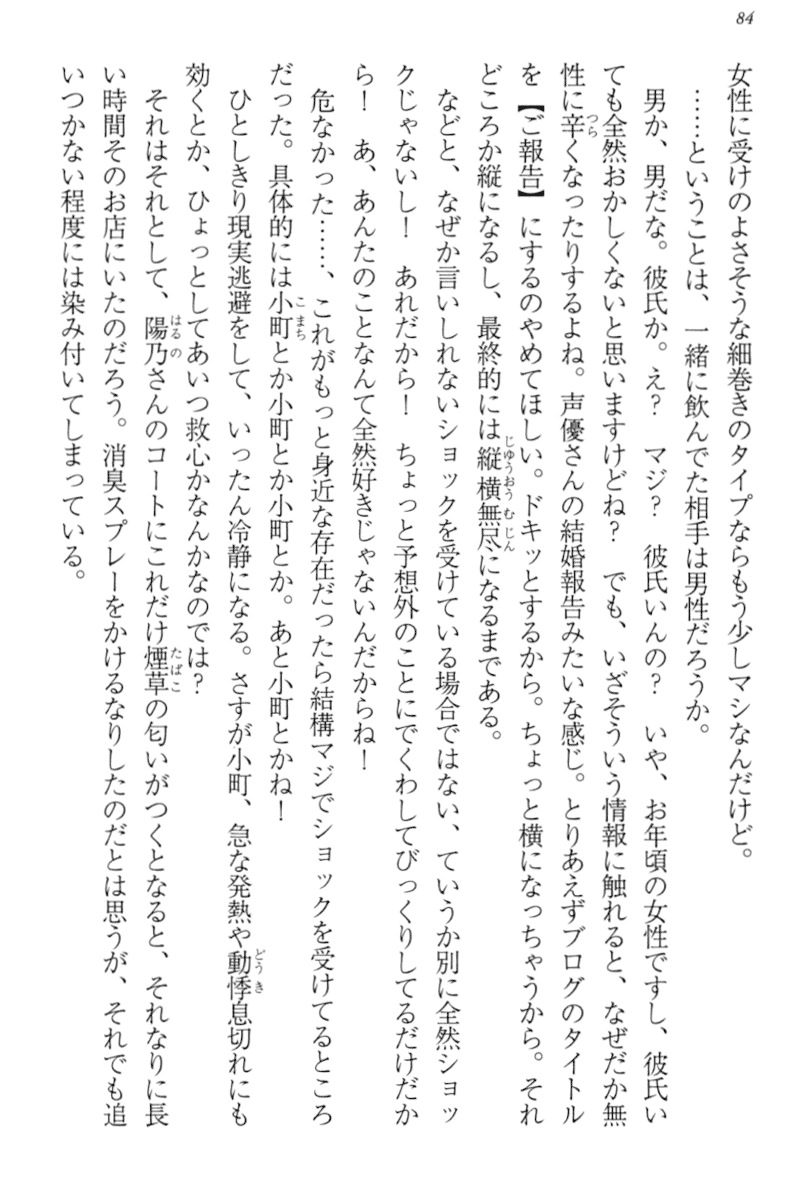 84
女性に受けのよさそうな細巻きのタイプならもう少しマシなんだけど。
……ということは、一緒に飲んでた相手は男性だろうか。
男か、男だな。彼氏か。え？　マジ？　彼氏いんの？　いや、お年頃の女性ですし、彼氏い
ても全然おかしくないと思いますけどね？　でも、いざそういう情報に触れると、なぜだか無
性に辛くなったりするよね。声優さんの結婚報告みたいな感じ。とりあえずブログのタイトル
を【ご報告】にするのやめてほしい。ドキッとするから。ちょっと横になっちゃうから。それ
どころか縦になるし、最終的には縦横無尽になるまである。
などと、なぜか言いしれないショックを受けている場合ではない、ていうか別に全然ショッ
クじゃないし！　あれだから！　ちょっと予想外のことにでくわしてびっくりしてるだけだか
ら！　あ、あんたのことなんて全然好きじゃないんだからね！
危なかった……、これがもっと身近な存在だったら結構マジでショックを受けてるところ
だった。具体的には小町とか小町とか小町とか。あと小町とかね！
ひとしきり現実逃避をして、いったん冷静になる。さすが小町、急な発熱や動悸息切れにも
効くとか、ひょっとしてあいつ救心かなんかなのでは？
それはそれとして、陽乃さんのコートにこれだけ煙草の匂いがつくとなると、それなりに長
い時間そのお店にいたのだろう。消臭スプレーをかけるなりしたのだとは思うが、それでも追
いつかない程度には染み付いてしまっている。